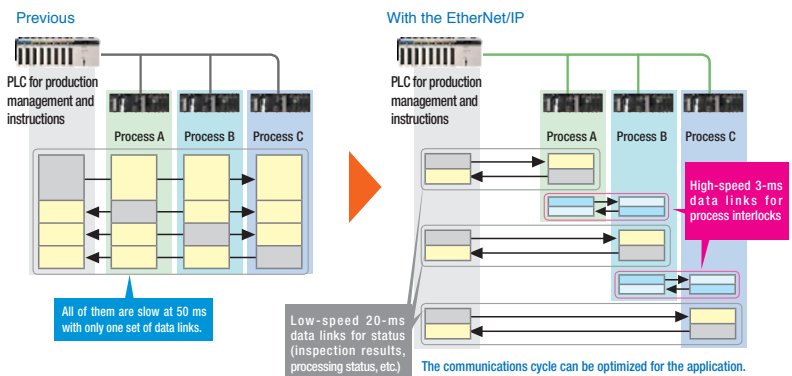 Previous
PLC for production
management and
instructions
Process A
Process B
Process C
All of them are slow at 50 ms
with only one set of data links.
With the EtherNet/IP
PLC for production
management and
instructions
Process A
Process B
Process C
High-speed 3-ms
data links for
process interlocks
Low-speed 20-ms
data links for status
(inspection results,
processing status, etc.)
The communications cycle can be optimized for the application.